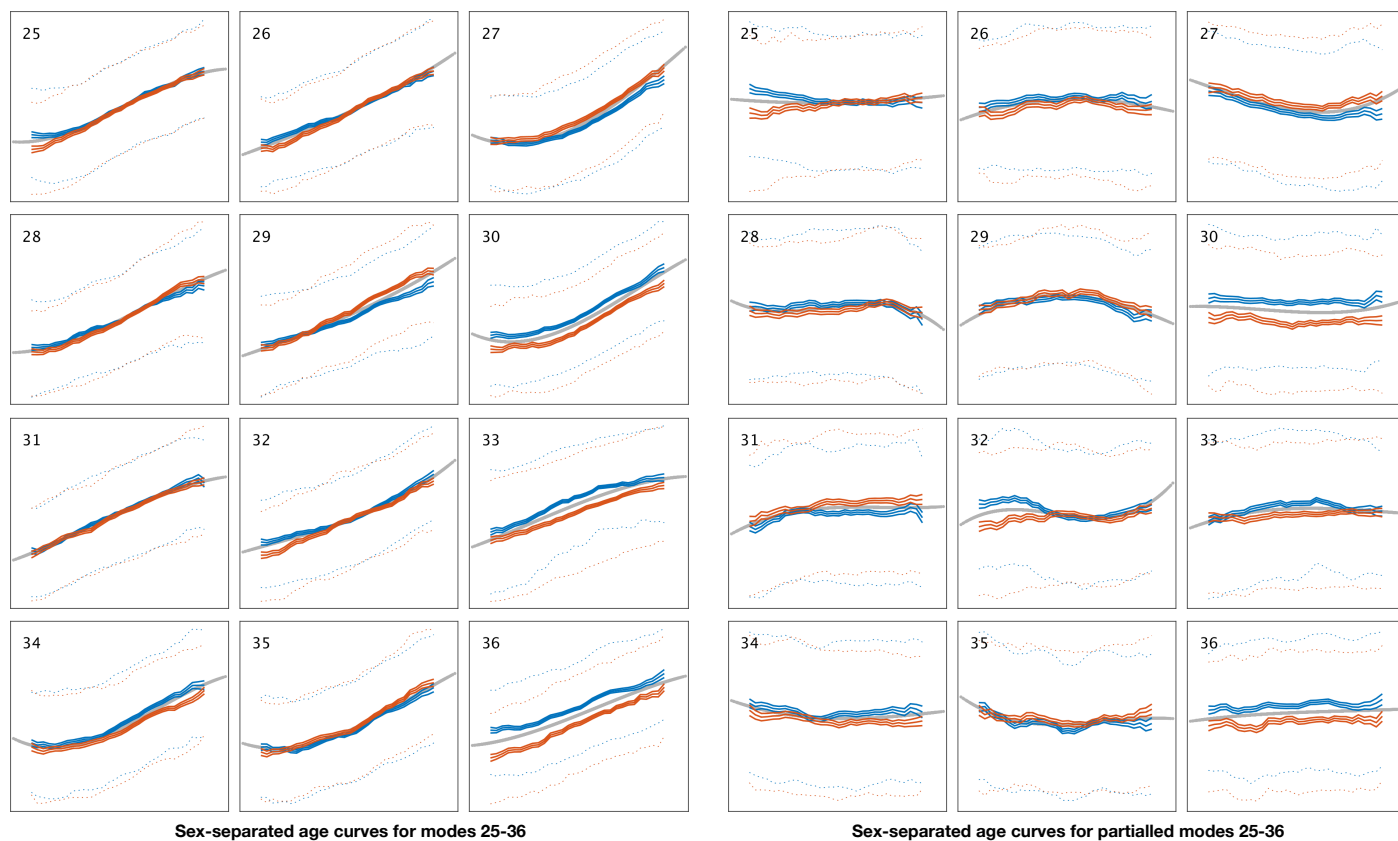 25 26 27 25 26 27
28 29 30 28 29 30
31 32 33 31 32 33
34 35 36 34 35 36
Sex-separated age curves for modes 25-36
Sex-separated age curves for partialled modes 25-36